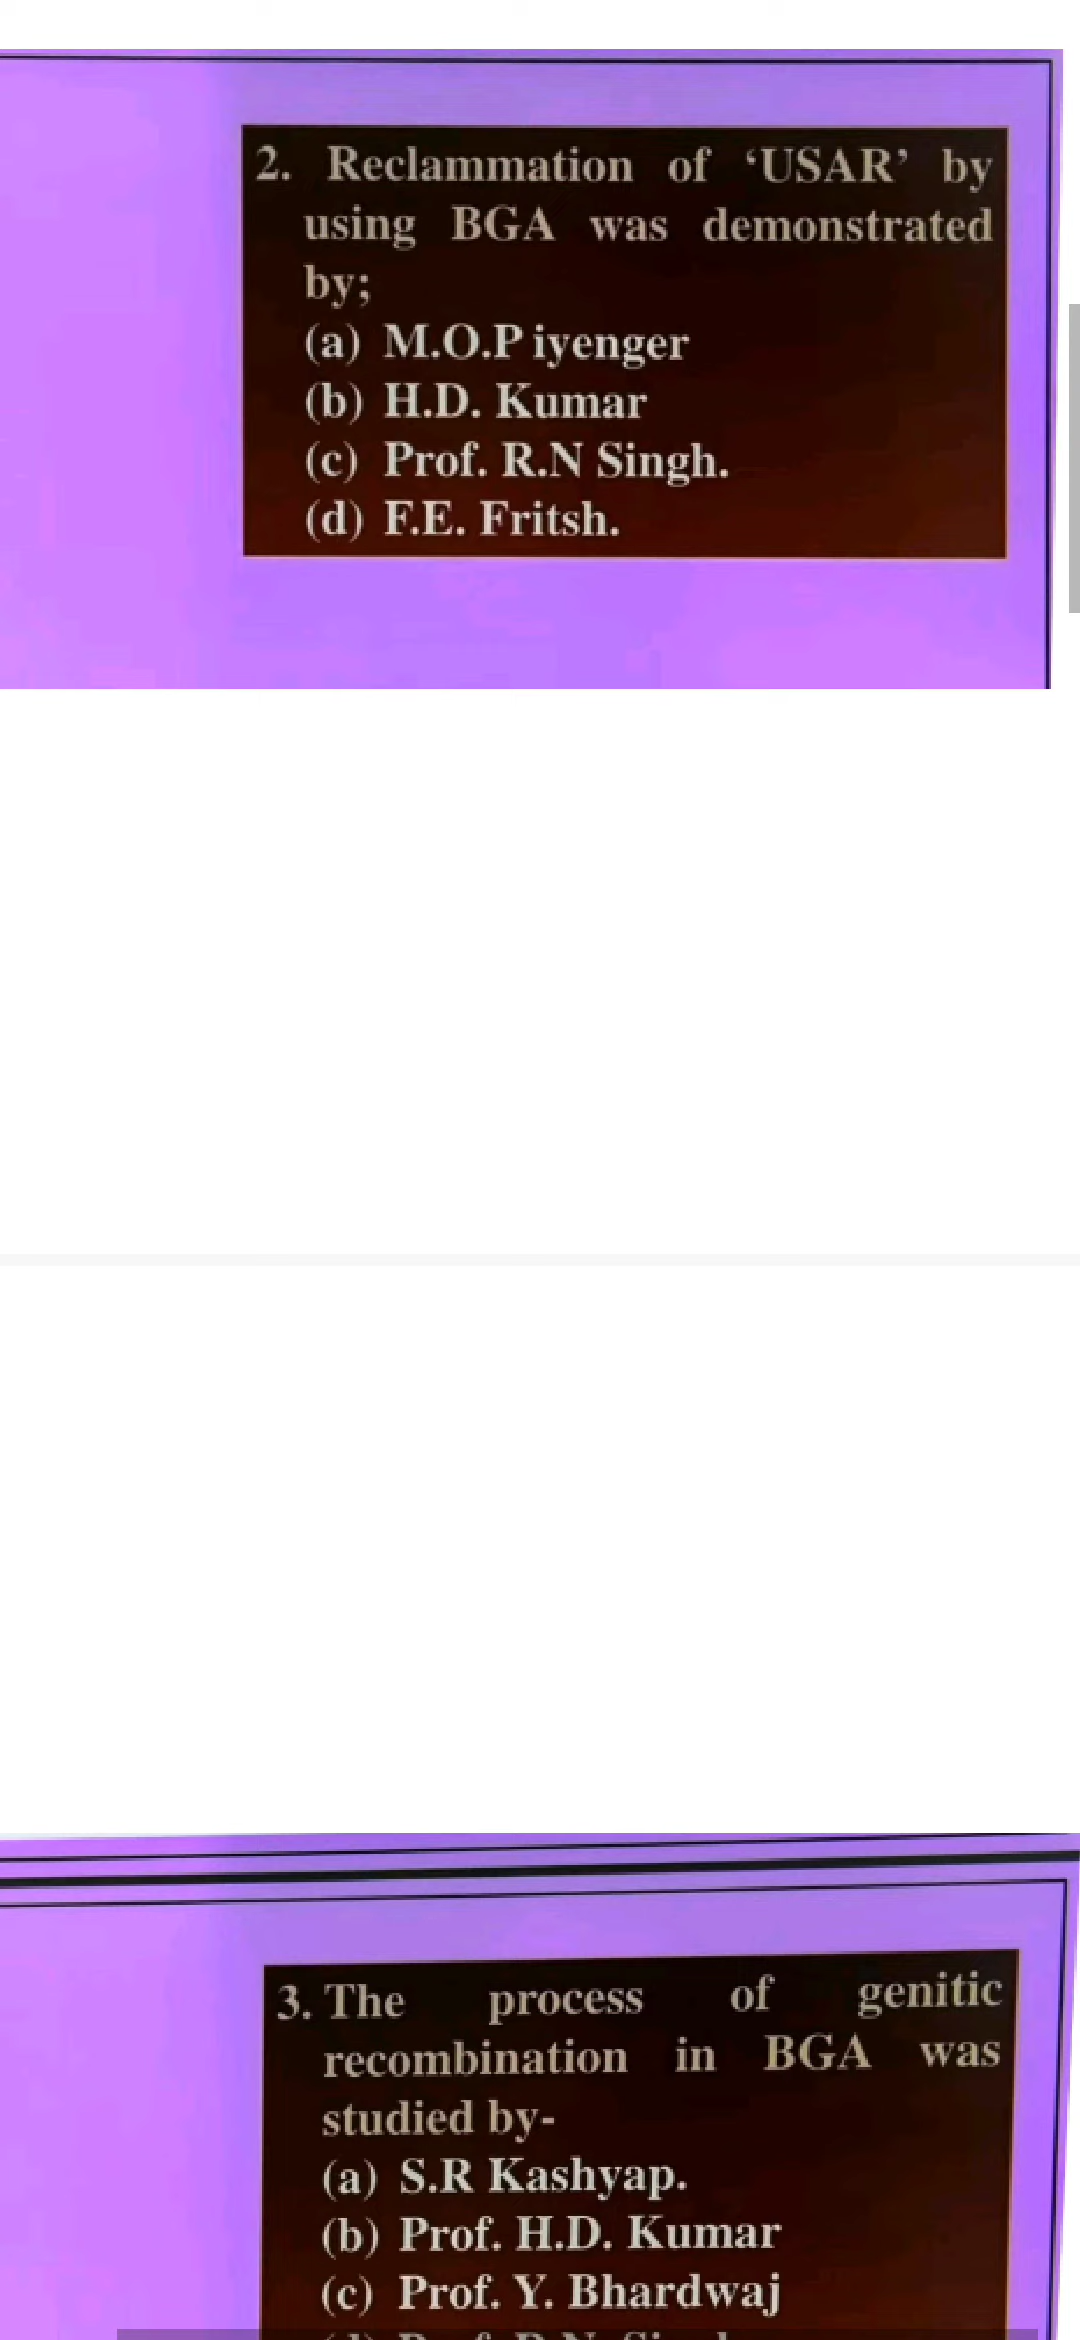 2. Reclammation of ‘USAR’ by
using BGA was demonstrated
by;
(a) M.O.P iyenger
(b) H.D. Kumar
(c) Prof. R.N Singh.
(d) F.E. Fritsh.
3. The process of genitic
recombination in BGA was
studied by-
(a) S.R Kashyap.
(b) Prof. H.D. Kumar
(c) Prof. Y. Bhardwaj